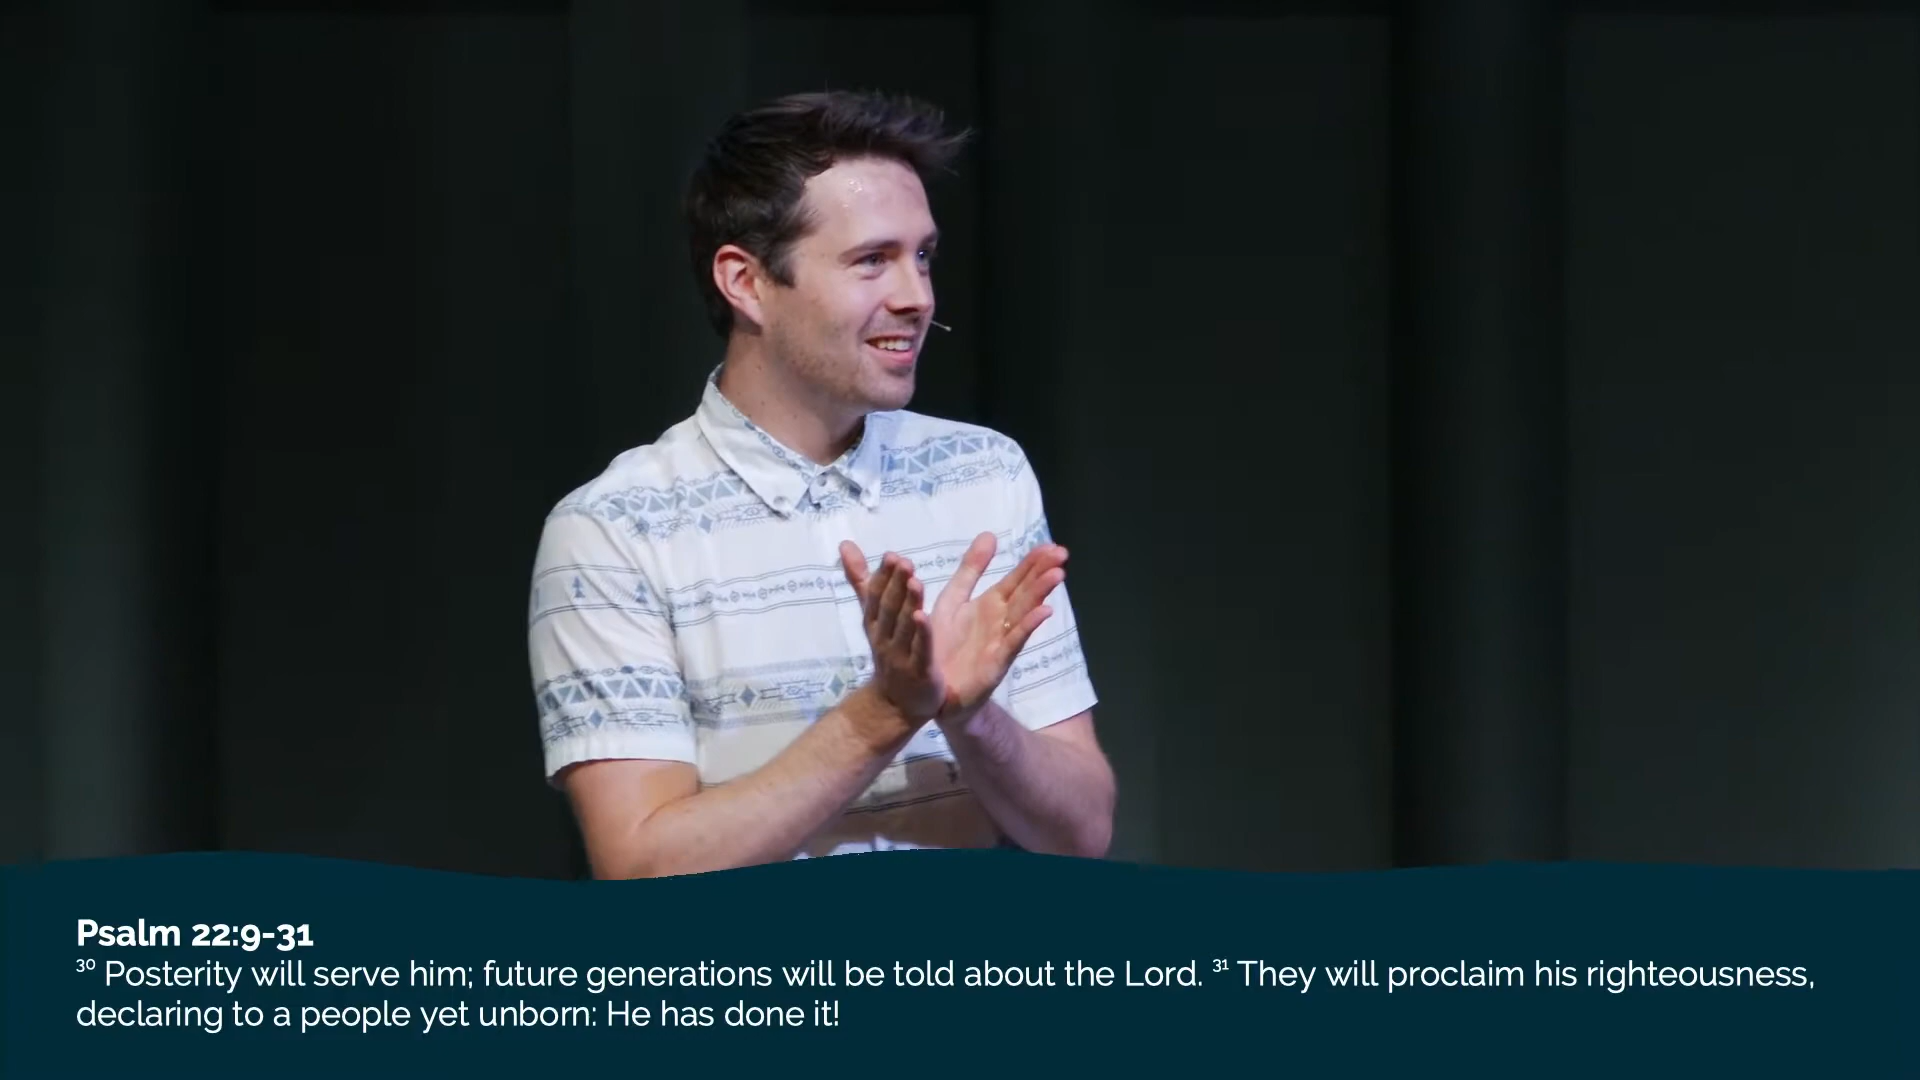 Psalm 22:9-31
³⁰ Posterity will serve him; future generations will be told about the Lord. ³¹ They will proclaim his righteousness,
declaring to a people yet unborn: He has done it!